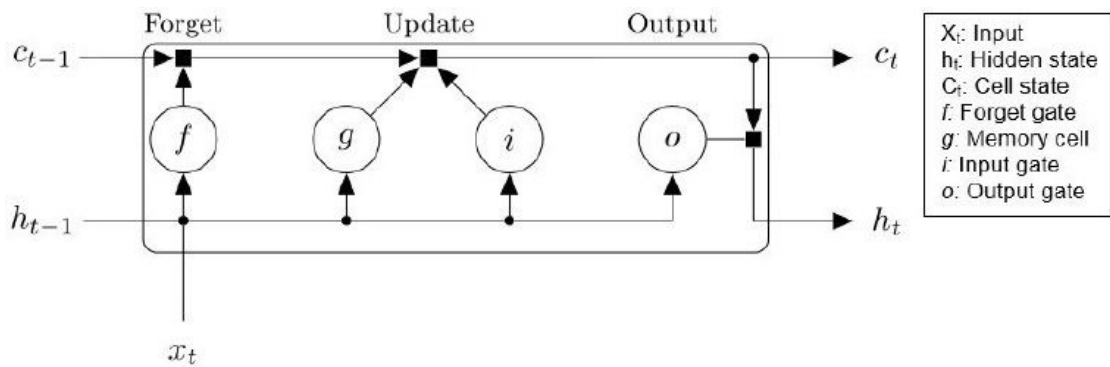 Forget Update Output
c_{t-1} c_t
f g i o
h_{t-1} h_t
x_t
X_t: Input
h_t: Hidden state
C_t: Cell state
f: Forget gate
g: Memory cell
i: Input gate
o: Output gate